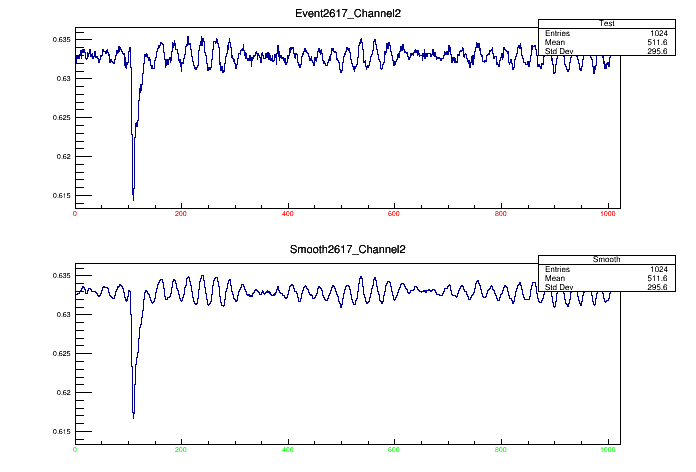 Event2617_Channel2
Test
Entries 1024
Mean 511.6
Std Dev 295.6
0.635
0.63
0.625
0.62
0.615
0 200 400 600 800 1000
Smooth2617_Channel2
Smooth
Entries 1024
Mean 511.6
Std Dev 295.6
0.635
0.63
0.625
0.62
0.615
0 200 400 600 800 1000